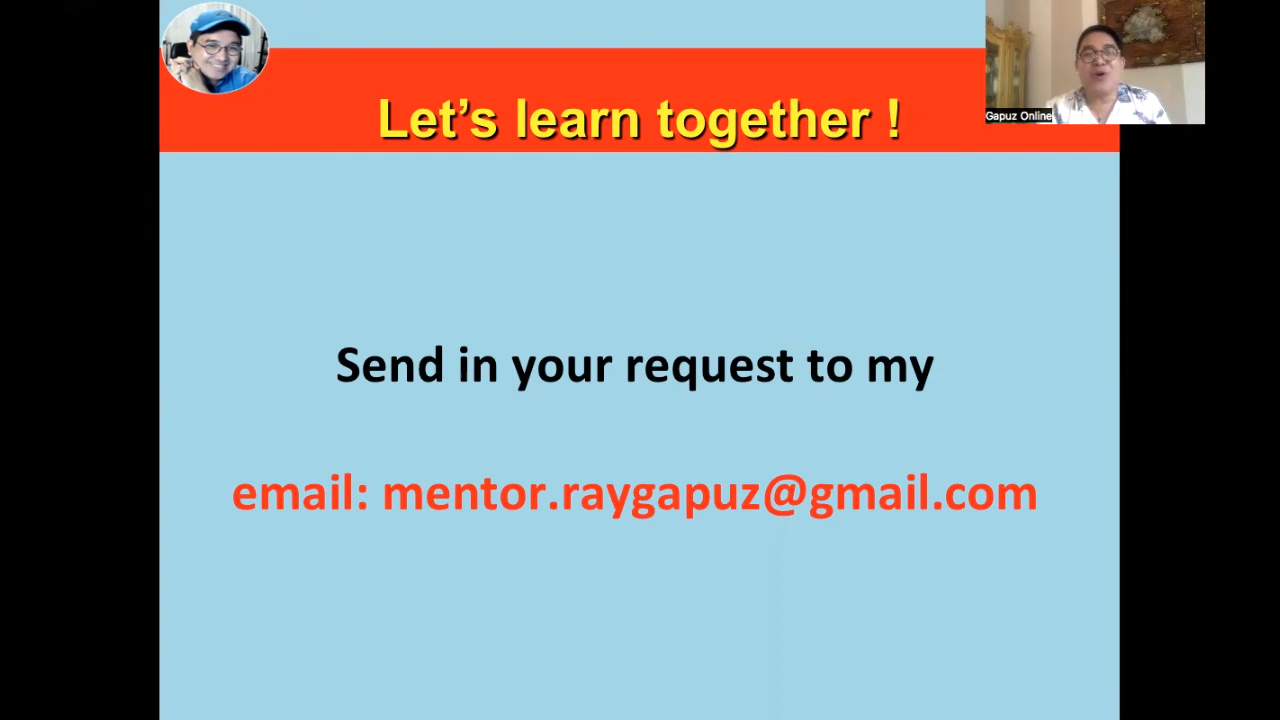 Let's learn together !
Gapuz Online
Send in your request to my
email: mentor.raygapuz@gmail.com